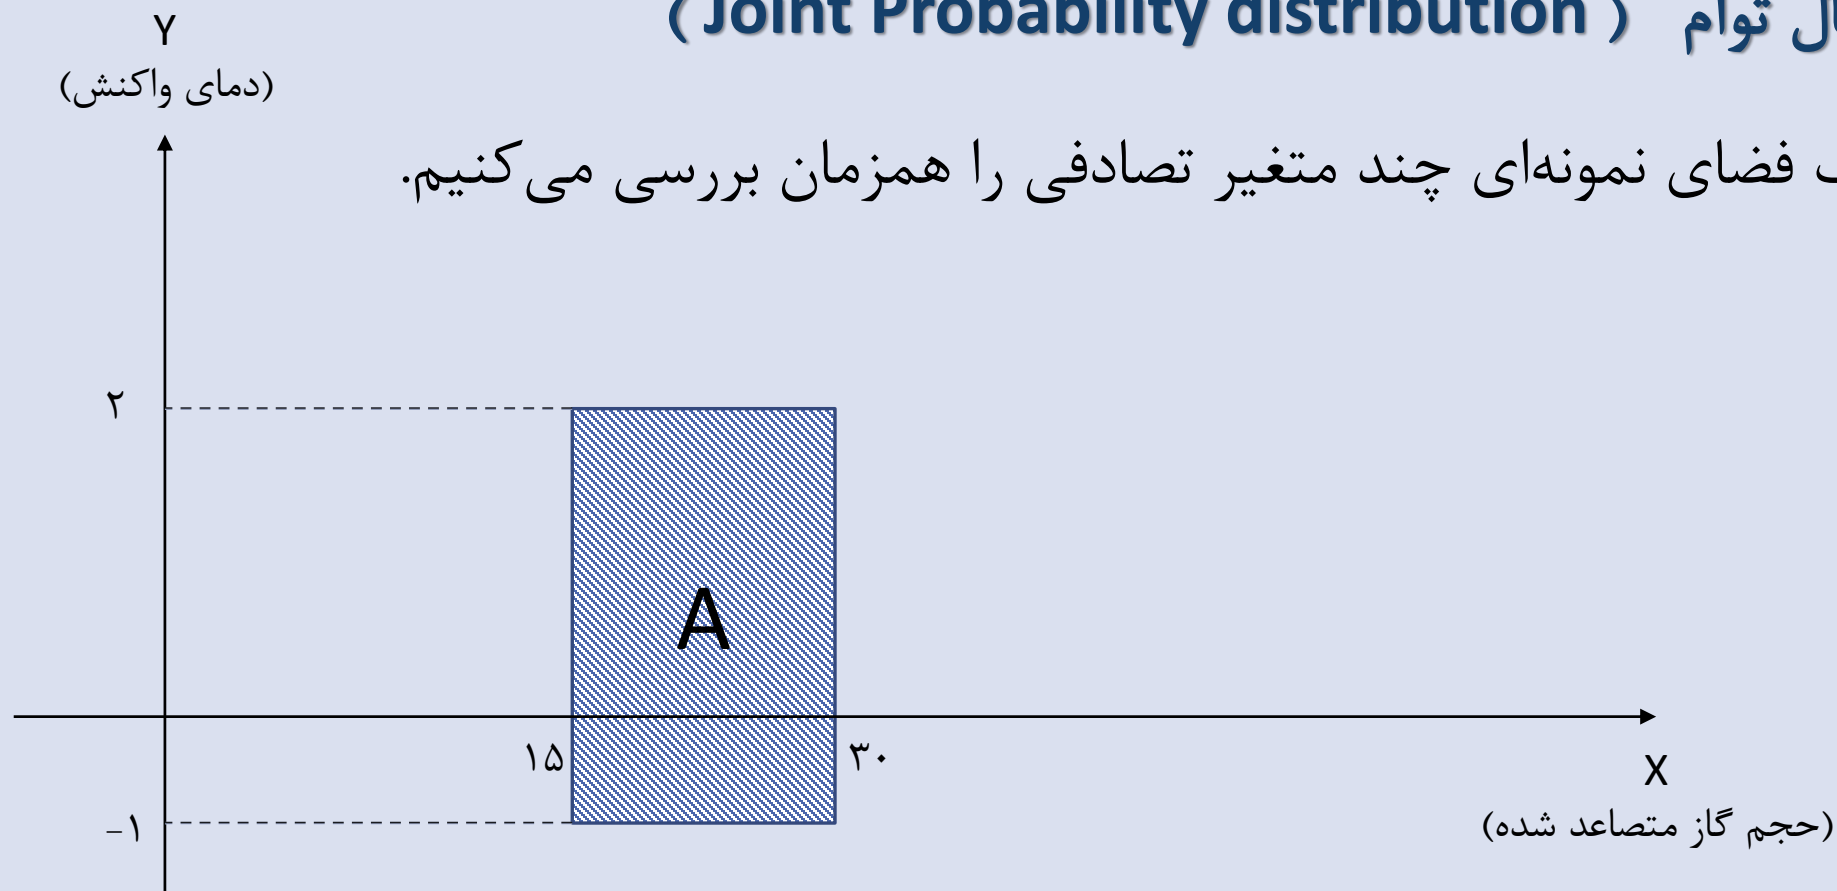 توام ( Joint Probability distribution )
Y
(دمای واکنش)
فضای نمونه‌ای چند متغیر تصادفی را همزمان بررسی می‌کنیم.
۲
A
۱۵
۳۰
X
−۱
(حجم گاز متصاعد شده)